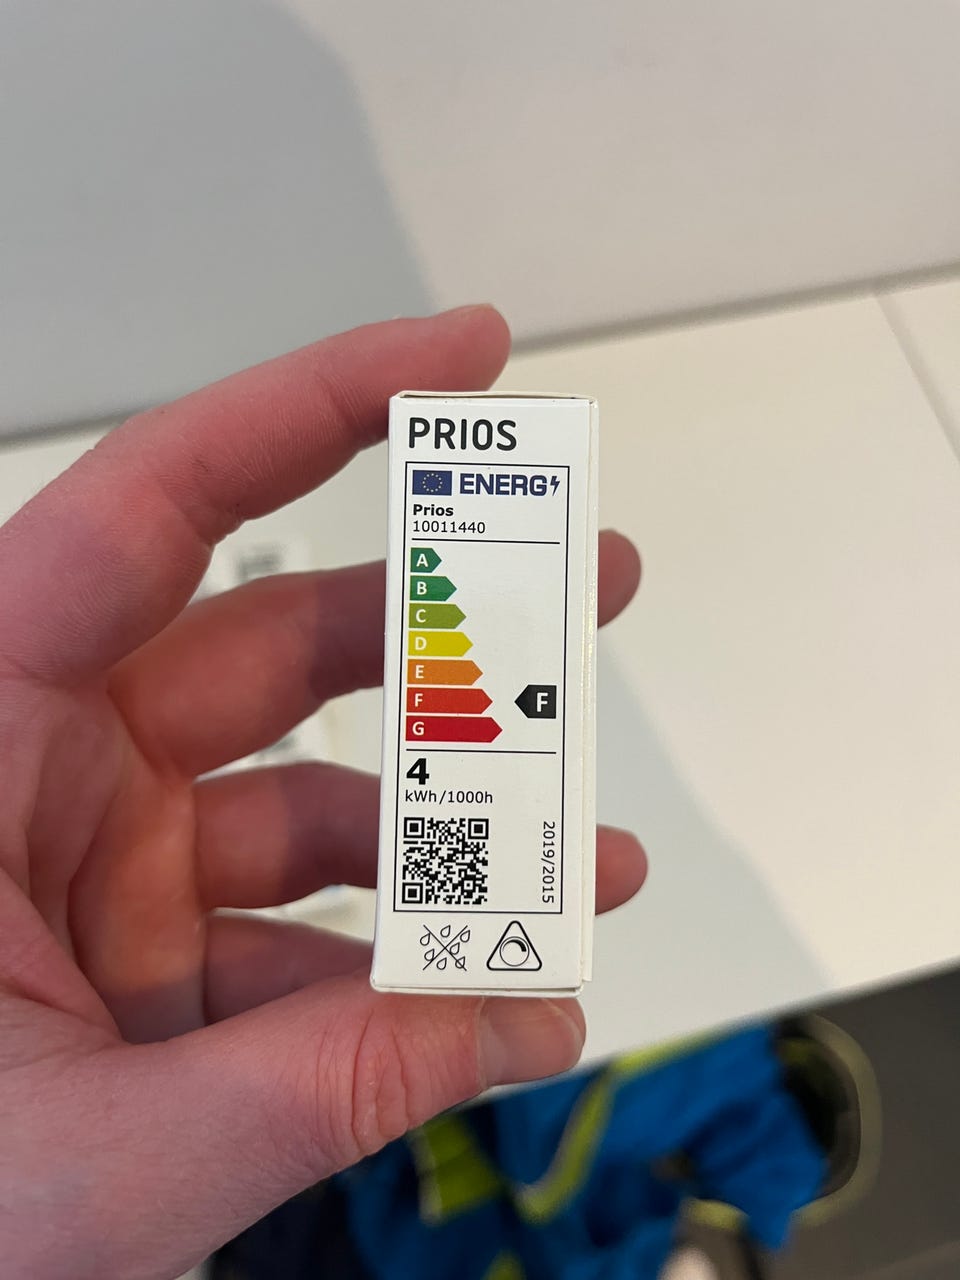 PRIOS
ENERG
Prios
10011440
A
B
C
D
E
F
F
G
4
kWh/1000h
2019/2015